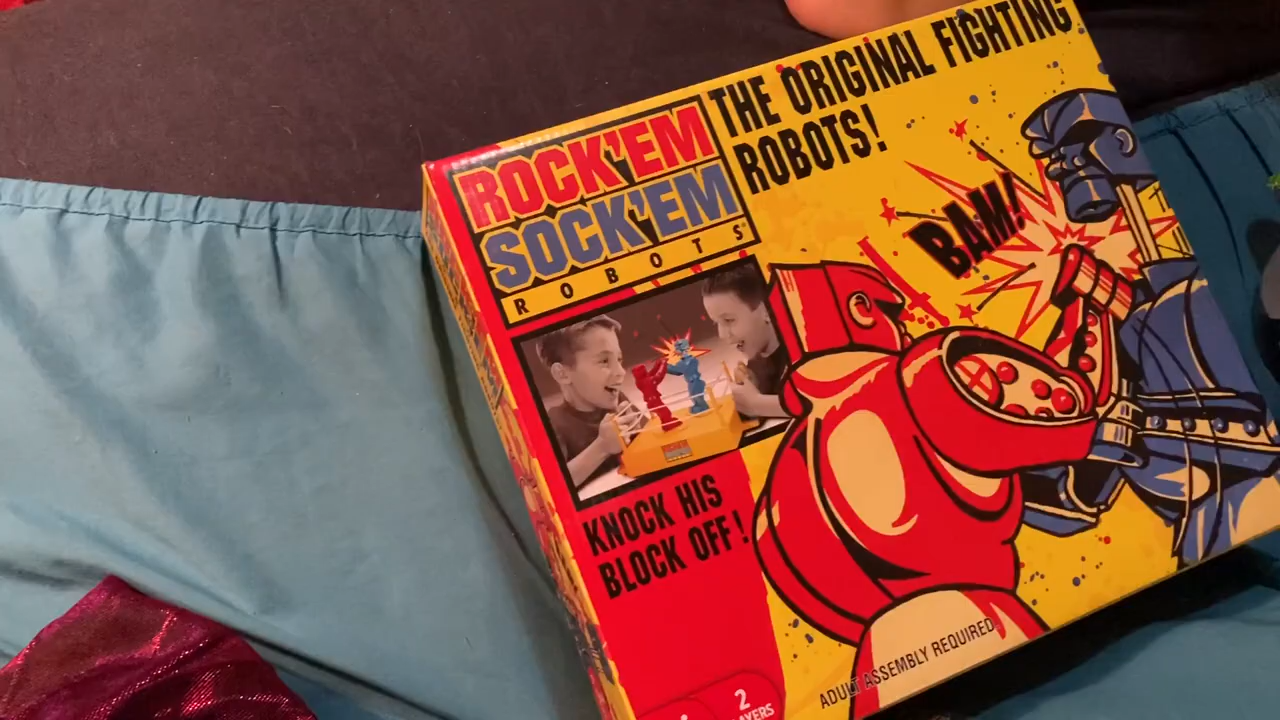 THE ORIGINAL FIGHTING
ROBOTS!
ROCK'EM
SOCK'EM
ROBOTS
BAM!
KNOCK HIS
BLOCK OFF!
ADULT ASSEMBLY REQUIRED.
2